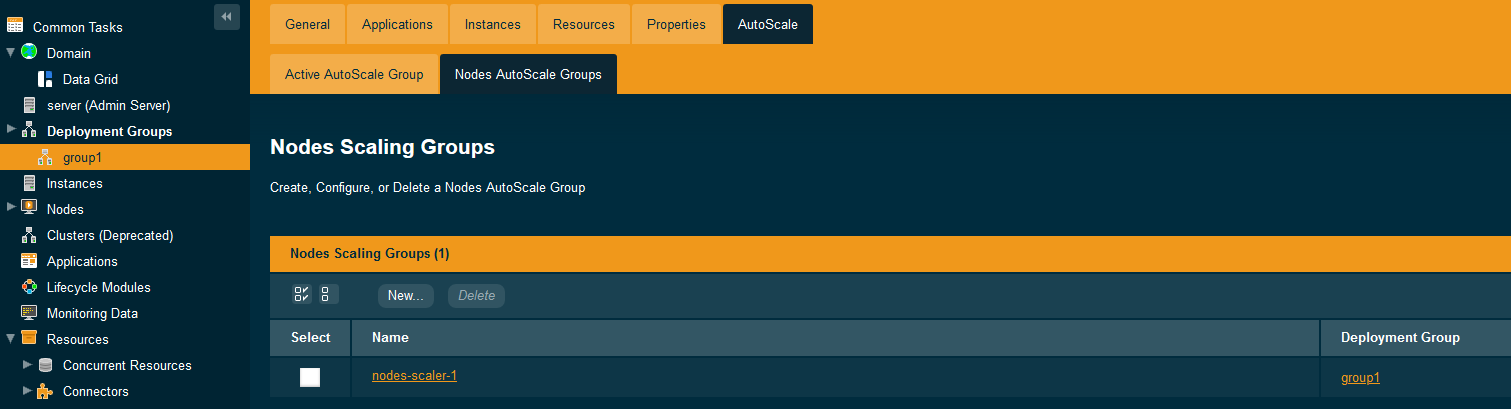 Common Tasks
Domain
Data Grid
server (Admin Server)
Deployment Groups
group1
Instances
Nodes
Clusters (Deprecated)
Applications
Lifecycle Modules
Monitoring Data
Resources
Concurrent Resources
Connectors
General Applications Instances Resources Properties AutoScale
Active AutoScale Group Nodes AutoScale Groups
Nodes Scaling Groups
Create, Configure, or Delete a Nodes AutoScale Group
Nodes Scaling Groups (1)
New... Delete
Select Name Deployment Group
nodes-scaler-1 group1